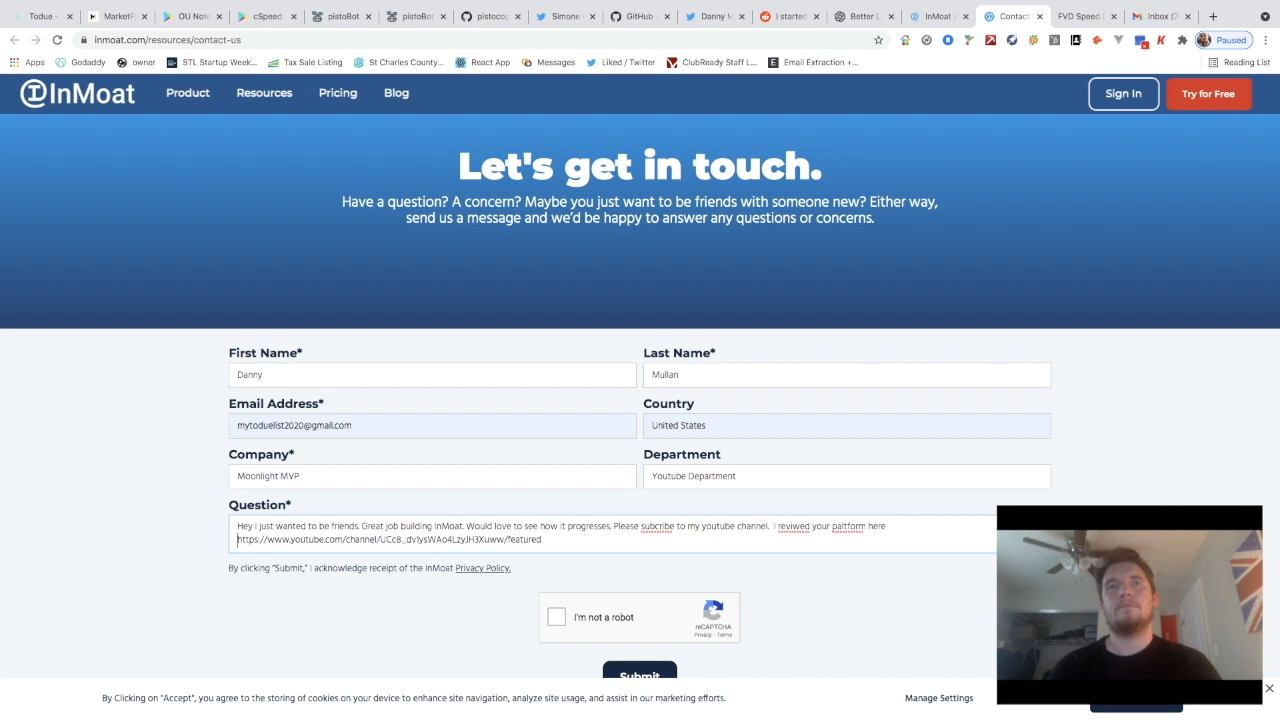 Todue -
MarketF
OU Note
cSpeed
pistoBot
pistoBot
pistocop
Simone
GitHub -
Danny M
I started
Better L
InMoat |
Contact
FVD Speed
Inbox (7
inmoat.com/resources/contact-us
Paused
Apps
Godaddy
owner
STL Startup Week...
Tax Sale Listing
St Charles County...
React App
Messages
Liked / Twitter
ClubReady Staff L...
Email Extraction +...
Reading List
InMoat
Product
Resources
Pricing
Blog
Sign In
Try for Free
Let's get in touch.
Have a question? A concern? Maybe you just want to be friends with someone new? Either way,
send us a message and we'd be happy to answer any questions or concerns.
First Name*
Last Name*
Danny
Mullan
Email Address*
Country
mytoduelist2020@gmail.com
United States
Company*
Department
Moonlight MVP
Youtube Department
Question*
Hey I just wanted to be friends. Great job building InMoat. Would love to see how it progresses. Please subcribe to my youtube channel. I reviwed your paltform here
By clicking "Submit," I acknowledge receipt of the InMoat Privacy Policy.
I'm not a robot
reCAPTCHA
Privacy - Terms
Submit
By Clicking on "Accept", you agree to the storing of cookies on your device to enhance site navigation, analyze site usage, and assist in our marketing efforts.
Manage Settings